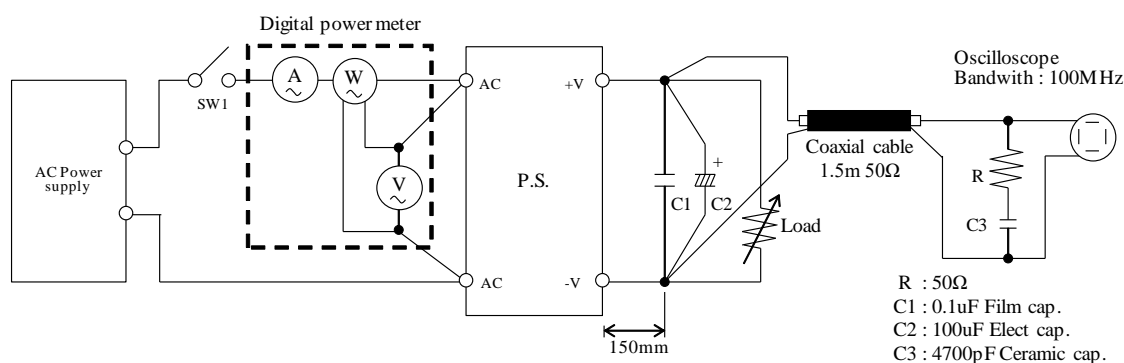 Digital power meter
Oscilloscope
Bandwith : 100MHz
A
W
SW1
AC
+V
AC Power
supply
V
P.S.
C1
+
C2
Load
Coaxial cable
1.5m 50Ω
R
C3
AC
-V
150mm
R : 50Ω
C1 : 0.1uF Film cap.
C2 : 100uF Elect cap.
C3 : 4700pF Ceramic cap.